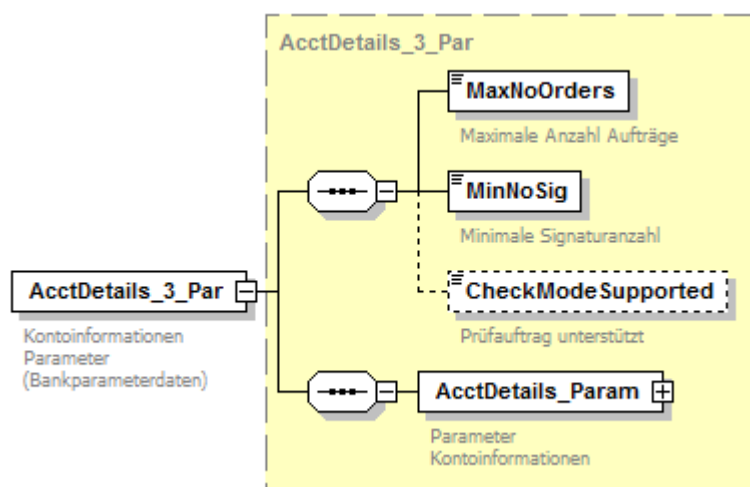 AcctDetails_3_Par
MaxNoOrders
Maximale Anzahl Aufträge
MinNoSig
Minimale Signaturanzahl
AcctDetails_3_Par
Kontoinformationen
Parameter
(Bankparameterdaten)
CheckModeSupported
Prüfauftrag unterstützt
AcctDetails_Param
Parameter
Kontoinformationen